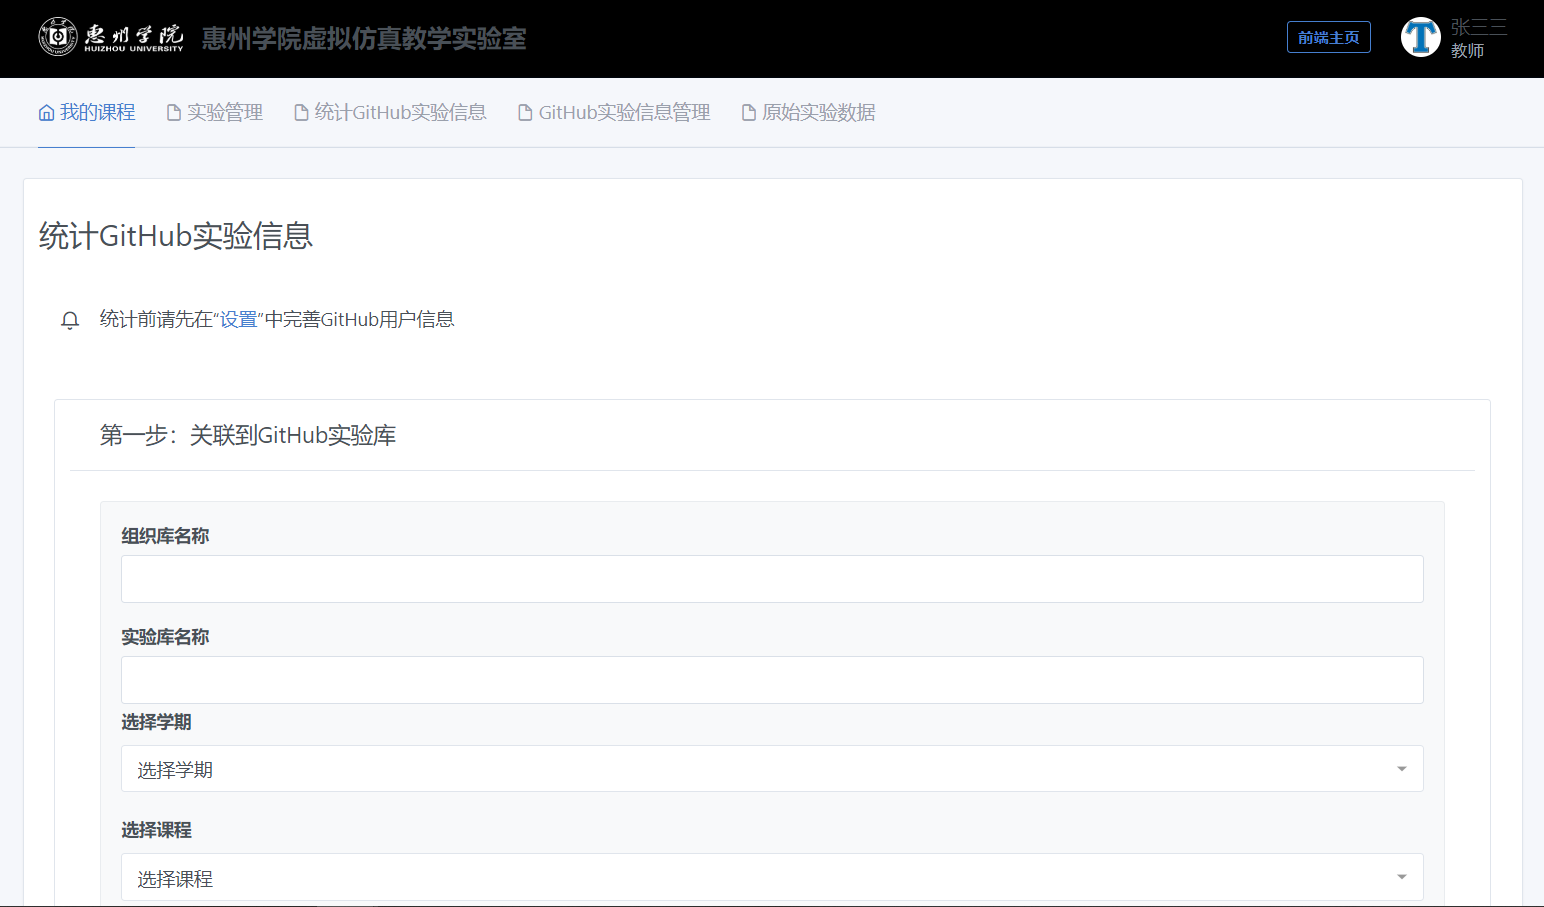 惠州学院
HUIZHOU UNIVERSITY
惠州学院虚拟仿真教学实验室
前端主页
张三三
教师
我的课程
实验管理
统计GitHub实验信息
GitHub实验信息管理
原始实验数据
统计GitHub实验信息
统计前请先在“设置”中完善GitHub用户信息
第一步：关联到GitHub实验库
组织库名称
实验库名称
选择学期
选择学期
选择课程
选择课程